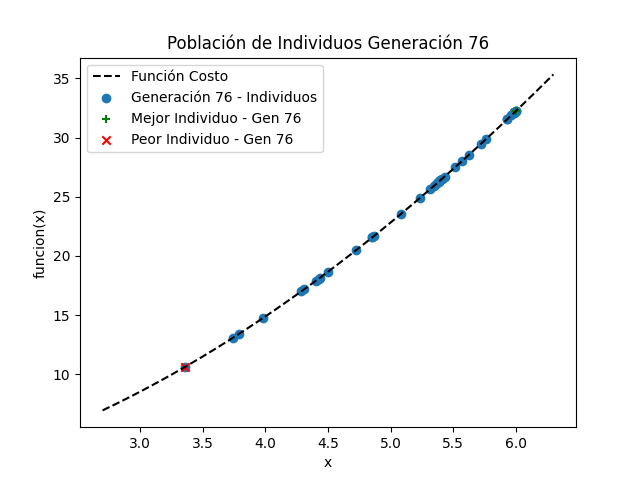 Población de Individuos Generación 76
Función Costo
Generación 76 - Individuos
Mejor Individuo - Gen 76
Peor Individuo - Gen 76
funcion(x)
35
30
25
20
15
10
3.0 3.5 4.0 4.5 5.0 5.5 6.0
x